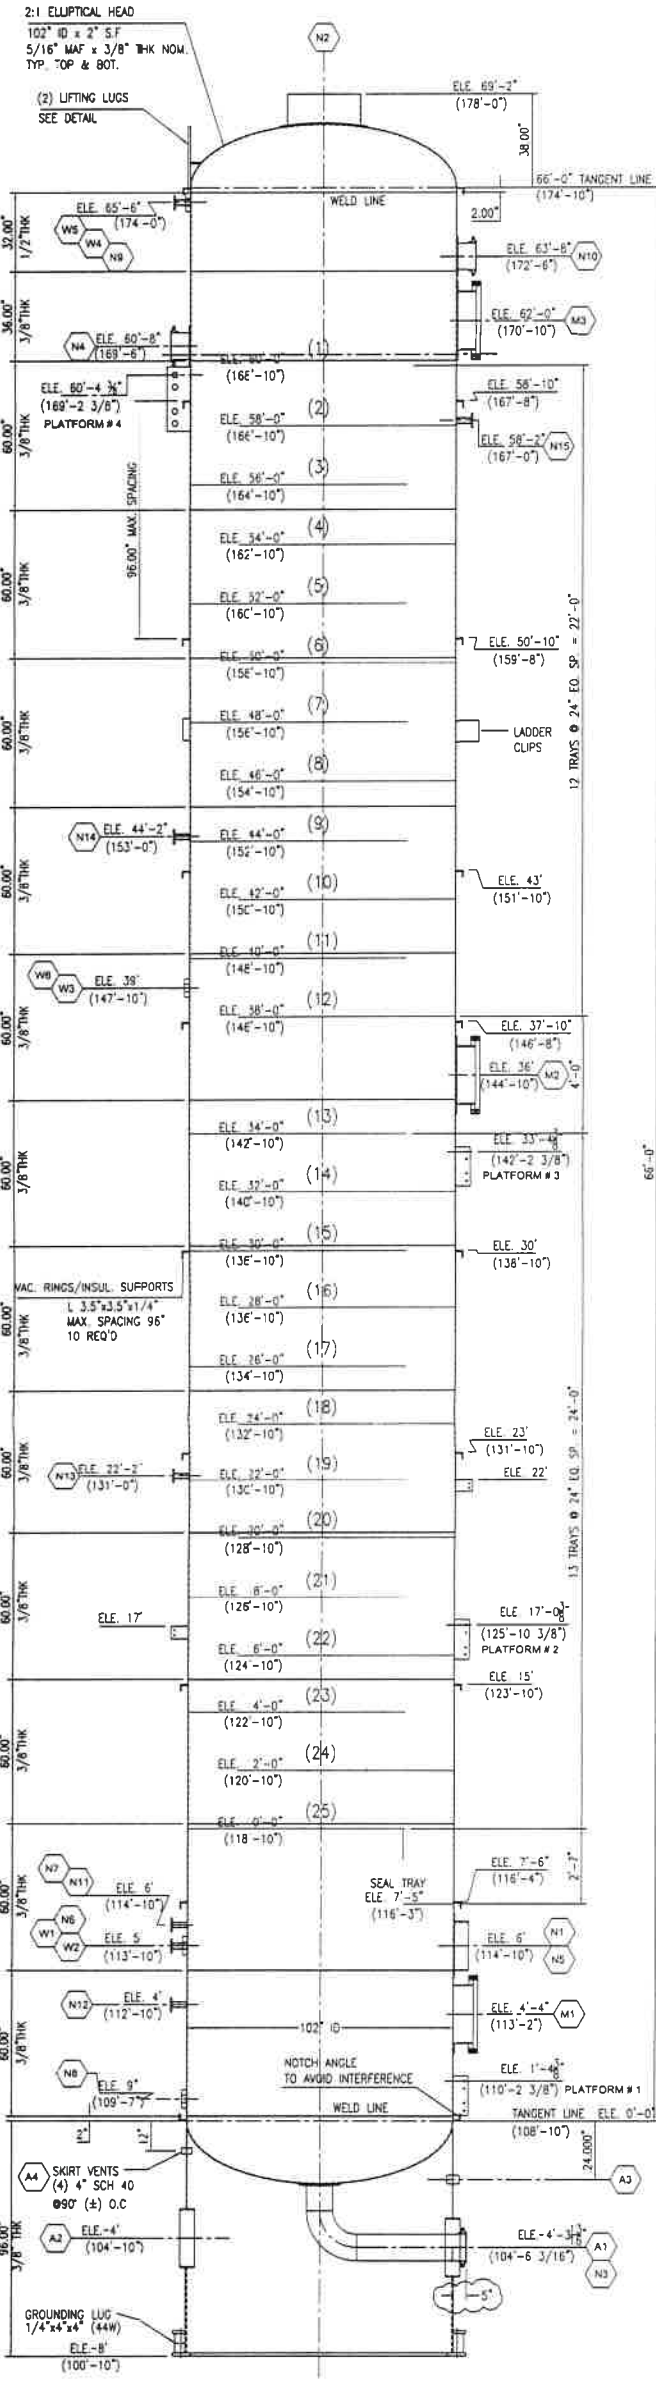 2:1 ELLIPTICAL HEAD
102" ID x 2" S.F
5/16" MAF x 3/8" THK NOM.
TYP. TOP & BOT.
N2
(2) LIFTING LUGS
SEE DETAIL
ELE. 69'-2"
(178'-0")
38.00"
66'-0" TANGENT LINE
(174'-10")
WELD LINE
2.00"
ELE. 65'-6"
(174-0")
W5
W4
N9
32.00"
1/2"THK
ELE. 63'-8"
(172'-6")
N10
36.00"
3/8"THK
ELE. 62'-0"
(170'-10")
M3
N4
ELE. 60'-8"
(169'-6")
(1)
ELE. 60'-0"
(168'-10")
ELE. 60'-4 3/8"
(169'-2 3/8")
PLATFORM # 4
ELE. 58'-10"
(167'-8")
(2)
ELE. 58'-0"
(166'-10")
ELE. 58'-2"
(167'-0")
N15
60.00"
3/8"THK
(3)
ELE. 56'-0"
(164'-10")
96.00" MAX. SPACING
(4)
ELE. 54'-0"
(162'-10")
60.00"
3/8"THK
(5)
ELE. 52'-0"
(160'-10")
(6)
ELE. 50'-0"
(158'-10")
ELE. 50'-10"
(159'-8")
12 TRAYS @ 24" EQ. SP. = 22'-0"
(7)
ELE. 48'-0"
(156'-10")
LADDER
CLIPS
60.00"
3/8"THK
(8)
ELE. 46'-0"
(154'-10")
(9)
N14
ELE. 44'-2"
(153'-0")
ELE. 44'-0"
(152'-10")
60.00"
3/8"THK
(10)
ELE. 42'-0"
(150'-10")
ELE. 43'
(151'-10")
(11)
ELE. 40'-0"
(148'-10")
W6
W3
ELE. 39'
(147'-10")
(12)
ELE. 38'-0"
(146'-10")
60.00"
3/8"THK
ELE. 37'-10"
(146'-8")
ELE. 36'
(144'-10")
M2
4'-0"
(13)
ELE. 34'-0"
(142'-10")
ELE. 33'-4 3/8"
(142'-2 3/8")
PLATFORM # 3
60.00"
3/8"THK
(14)
ELE. 32'-0"
(140'-10")
66'-0"
(15)
ELE. 30'-0"
(138'-10")
ELE. 30'
(138'-10")
VAC. RINGS/INSUL. SUPPORTS
L 3.5"x3.5"x1/4"
MAX. SPACING 96"
10 REQ'D
60.00"
3/8"THK
(16)
ELE. 28'-0"
(136'-10")
(17)
ELE. 26'-0"
(134'-10")
13 TRAYS @ 24" EQ. SP. = 24'-0"
(18)
ELE. 24'-0"
(132'-10")
ELE. 23'
(131'-10")
60.00"
3/8"THK
N13
ELE. 22'-2"
(131'-0")
(19)
ELE. 22'-0"
(130'-10")
ELE. 22'
(20)
ELE. 20'-0"
(128'-10")
60.00"
3/8"THK
(21)
ELE. 8'-0"
(126'-10")
ELE. 17'
ELE. 17'-0 3/8"
(125'-10 3/8")
PLATFORM # 2
(22)
ELE. 6'-0"
(124'-10")
ELE. 15'
(123'-10")
(23)
ELE. 4'-0"
(122'-10")
60.00"
3/8"THK
(24)
ELE. 2'-0"
(120'-10")
(25)
ELE. 0'-0"
(118'-10")
N7
N11
ELE. 6'
(114'-10")
SEAL TRAY
ELE. 7'-5"
(116'-3")
ELE. 7'-6"
(116'-4")
2'-7"
60.00"
3/8"THK
N6
W1
W2
ELE. 5
(113'-10")
ELE. 6'
(114'-10")
N1
N5
N12
ELE. 4'
(112'-10")
ELE. 4'-4"
(113'-2")
M1
102" ID
60.00"
3/8"THK
N8
ELE. 9"
(109'-7")
NOTCH ANGLE
TO AVOID INTERFERENCE
ELE. 1'-4 3/8"
(110'-2 3/8")
PLATFORM # 1
WELD LINE
TANGENT LINE ELE. 0'-0"
(108'-10")
2"
12"
24.000"
A4
SKIRT VENTS
(4) 4" SCH 40
@90° (±) O.C
A3
96.00"
3/8" THK
A2
ELE.-4'
(104'-10")
ELE.-4'-3 13/16"
(104'-6 3/16")
A1
N3
5"
GROUNDING LUG
1/4"x4"x4" (44W)
ELE.-8'
(100'-10")